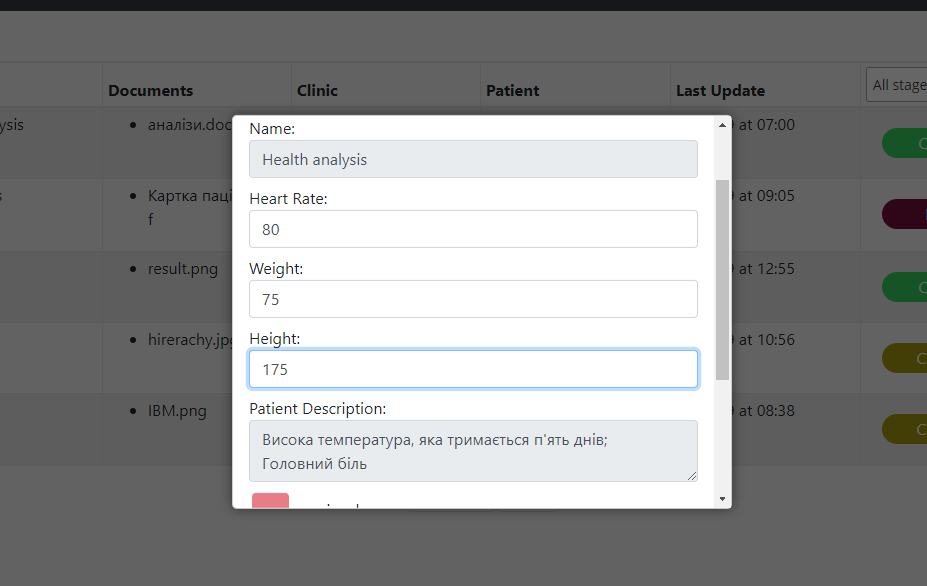 Documents Clinic Patient Last Update All stage
ysis аналізи.doc at 07:00
Name:
Health analysis
s Картка паці at 09:05
f
Heart Rate:
80
result.png at 12:55
Weight:
75
hirerachy.jp at 10:56
Height:
175
IBM.png at 08:38
Patient Description:
Висока температура, яка тримається п'ять днів;
Головний біль